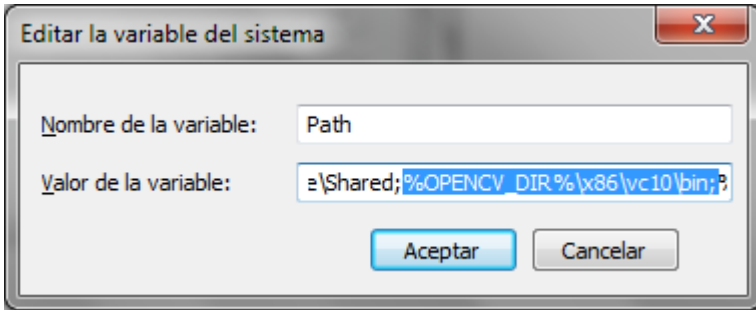 Editar la variable del sistema
Nombre de la variable: Path
Valor de la variable: e\Shared;%OPENCV_DIR%\x86\vc10\bin;%
Aceptar Cancelar